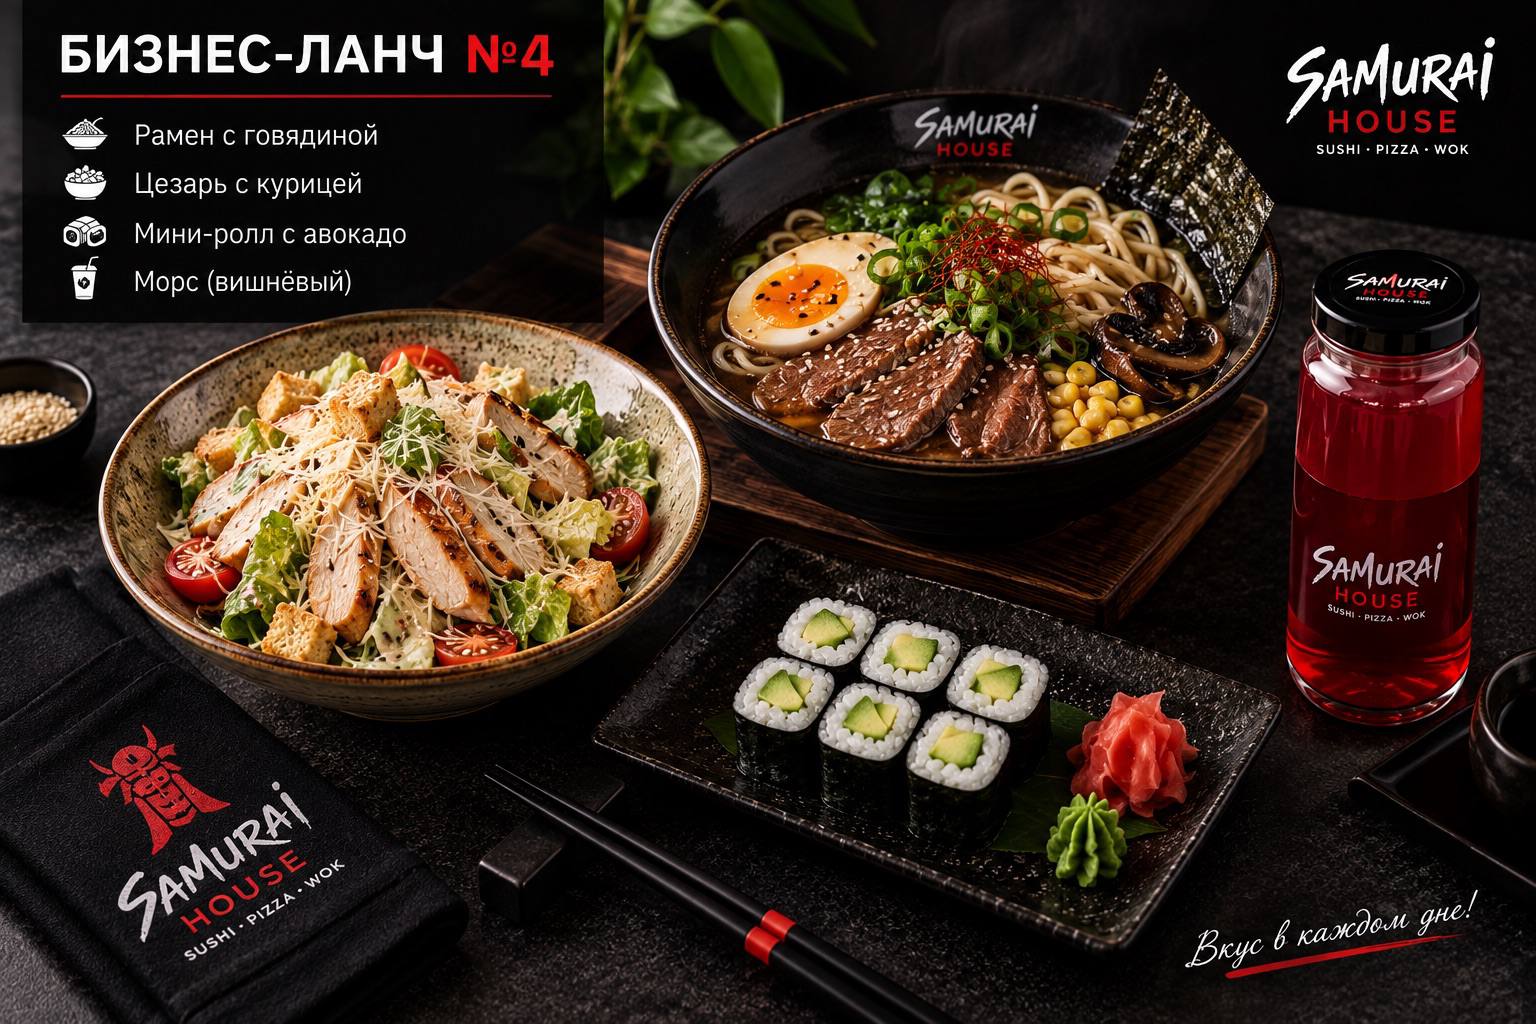 БИЗНЕС-ЛАНЧ №4
Рамен с говядиной
Цезарь с курицей
Мини-ролл с авокадо
Морс (вишнёвый)
SAMURAI
HOUSE
SUSHI · PIZZA · WOK
SAMURAI
HOUSE
SAMURAI
HOUSE
SUSHI · PIZZA · WOK
SAMURAI
HOUSE
SUSHI · PIZZA · WOK
SAMURAI
HOUSE
SUSHI · PIZZA · WOK
Вкус в каждом дне!